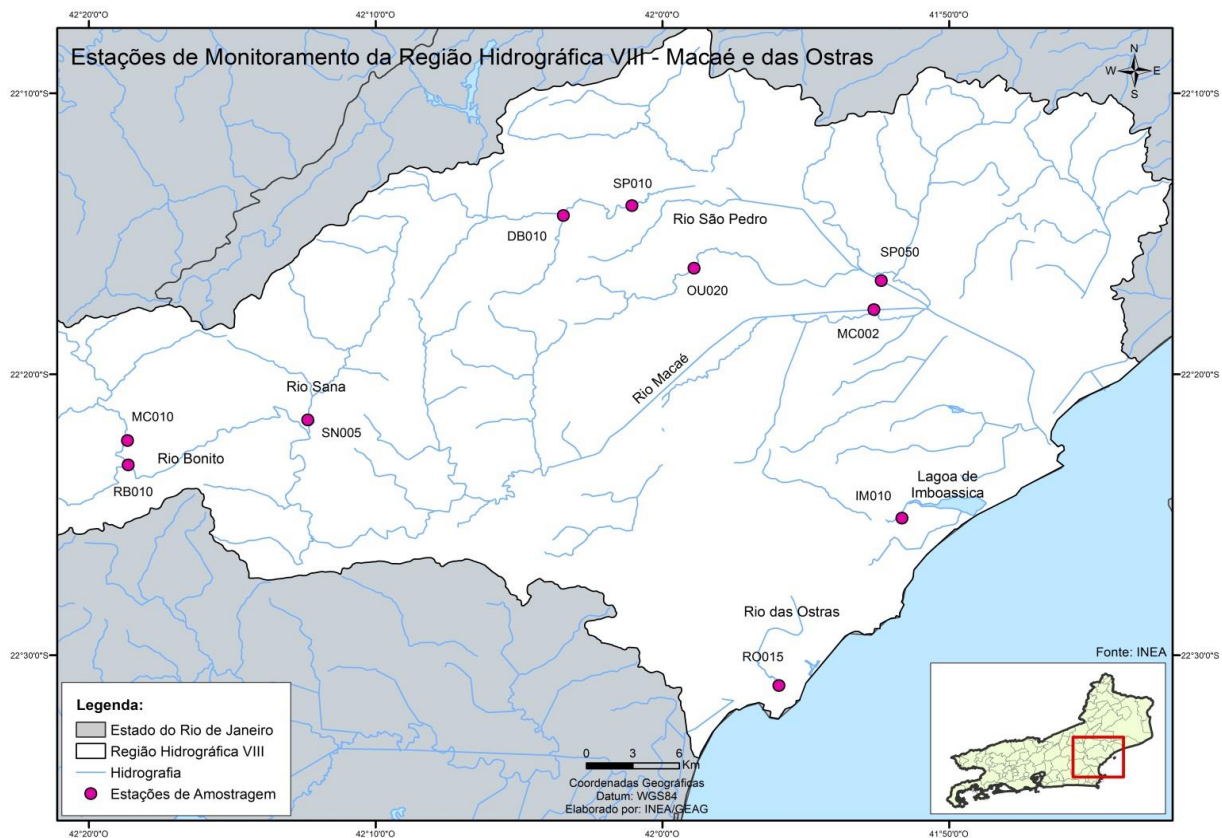 42°20'0"O
42°10'0"O
42°0'0"O
41°50'0"O
Estações de Monitoramento da Região Hidrográfica VIII - Macaé e das Ostras
N
W
E
S
22°10'0"S
22°10'0"S
SP010
DB010
Rio São Pedro
SP050
OU020
MC002
22°20'0"S
22°20'0"S
Rio Macaé
Rio Sana
MC010
SN005
Rio Bonito
RB010
Lagoa de
Imboassica
IM010
Rio das Ostras
RO015
22°30'0"S
22°30'0"S
Fonte: INEA
Legenda:
Estado do Rio de Janeiro
Região Hidrográfica VIII
Hidrografia
Estações de Amostragem
0 3 6
Km
Coordenadas Geográficas
Datum: WGS84
Elaborado por: INEA/GEAG
42°20'0"O
42°10'0"O
42°0'0"O
41°50'0"O